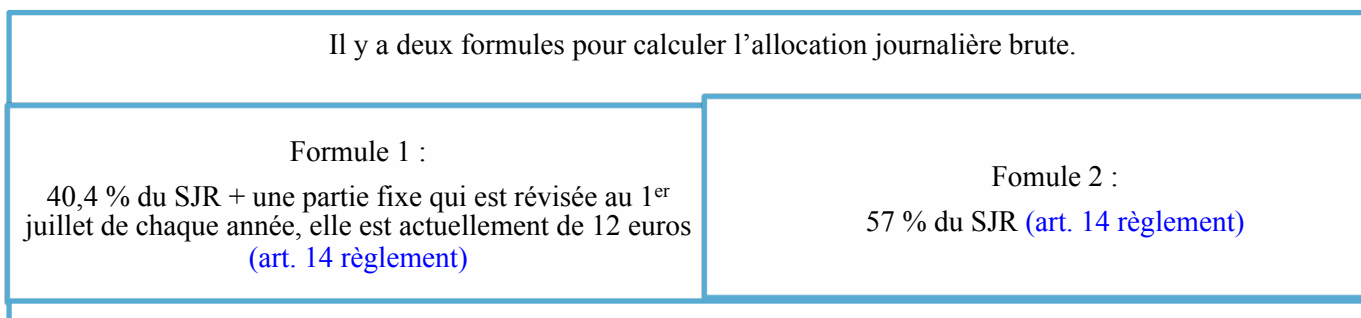 Il y a deux formules pour calculer l’allocation journalière brute.
Formule 1 :
40,4 % du SJR + une partie fixe qui est révisée au 1er
juillet de chaque année, elle est actuellement de 12 euros
(art. 14 règlement)
Fomule 2 :
57 % du SJR (art. 14 règlement)